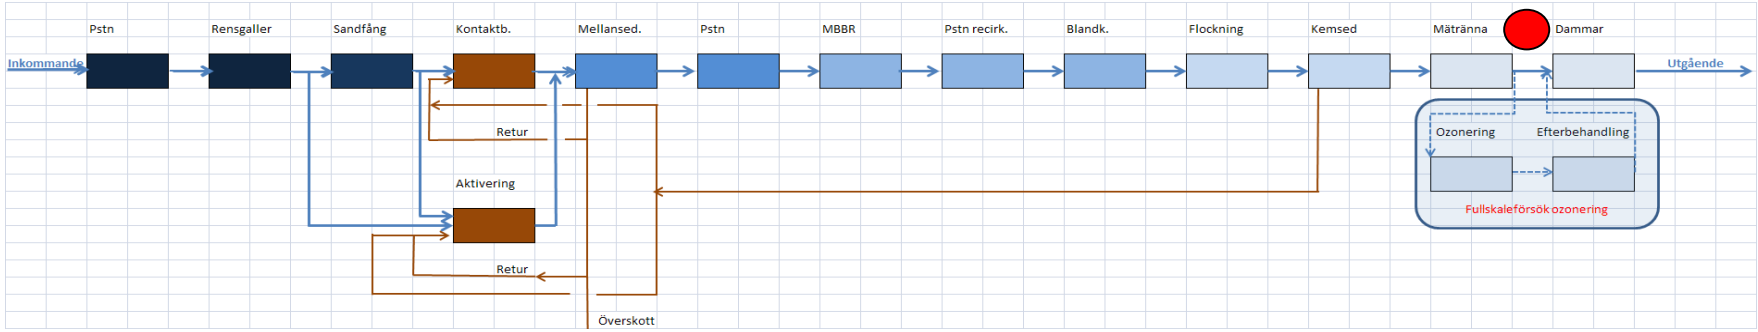 Pstn
Rensgaller
Sandfång
Kontaktb.
Mellansed.
Pstn
MBBR
Pstn recirk.
Blandk.
Flockning
Kemsed
Mätränna
Dammar
Inkommande
Utgående
Retur
Ozonering
Efterbehandling
Aktivering
Fullskaleförsök ozonering
Retur
Överskott